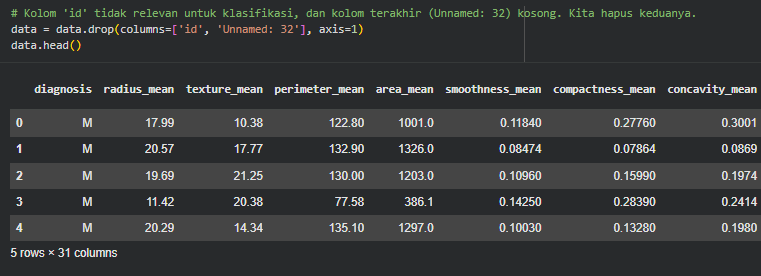 # Kolom 'id' tidak relevan untuk klasifikasi, dan kolom terakhir (Unnamed: 32) kosong. Kita hapus keduanya.
data = data.drop(columns=['id', 'Unnamed: 32'], axis=1)
data.head()
diagnosis radius_mean texture_mean perimeter_mean area_mean smoothness_mean compactness_mean concavity_mean
0 M 17.99 10.38 122.80 1001.0 0.11840 0.27760 0.3001
1 M 20.57 17.77 132.90 1326.0 0.08474 0.07864 0.0869
2 M 19.69 21.25 130.00 1203.0 0.10960 0.15990 0.1974
3 M 11.42 20.38 77.58 386.1 0.14250 0.28390 0.2414
4 M 20.29 14.34 135.10 1297.0 0.10030 0.13280 0.1980
5 rows × 31 columns